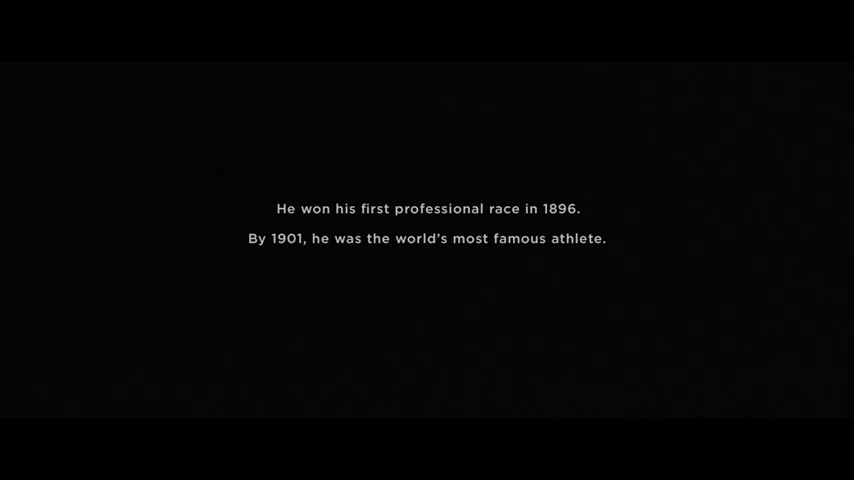 He won his first professional race in 1896.
By 1901, he was the world’s most famous athlete.